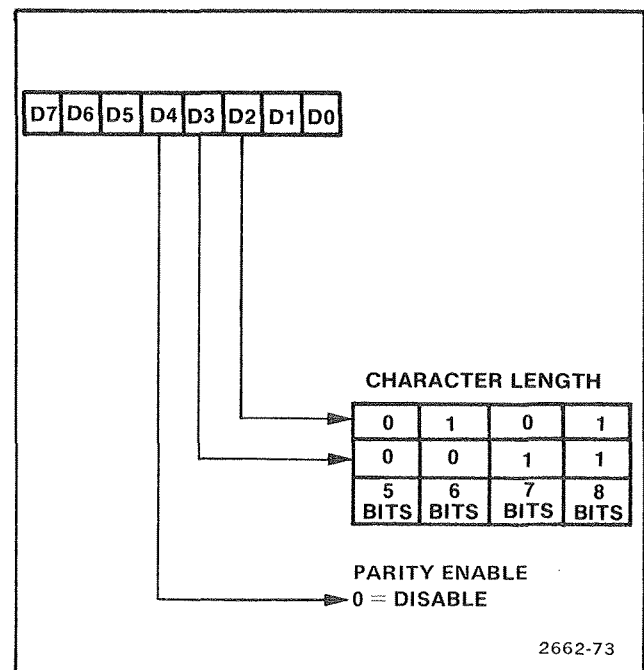 D7 D6 D5 D4 D3 D2 D1 D0
CHARACTER LENGTH
0 1 0 1
0 0 1 1
5 BITS 6 BITS 7 BITS 8 BITS
PARITY ENABLE
0 = DISABLE
2662-73